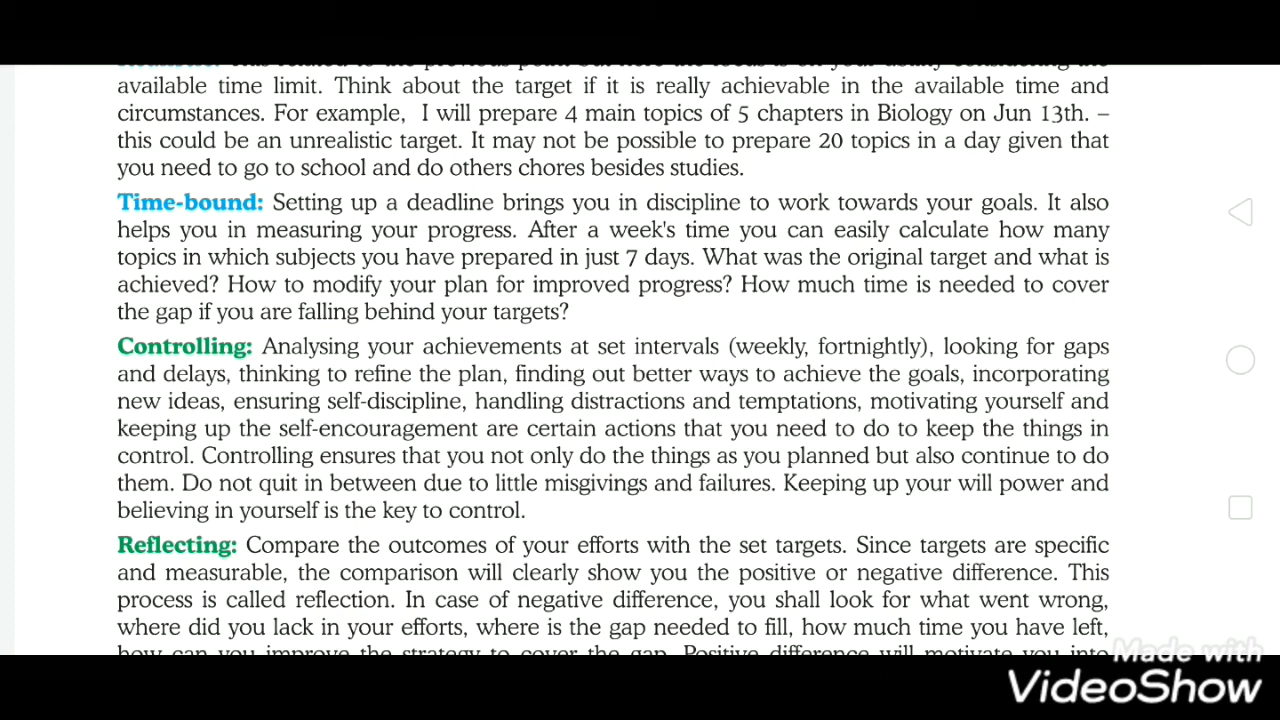 available time limit. Think about the target if it is really achievable in the available time and
circumstances. For example, I will prepare 4 main topics of 5 chapters in Biology on Jun 13th. –
this could be an unrealistic target. It may not be possible to prepare 20 topics in a day given that
you need to go to school and do others chores besides studies.
Time-bound: Setting up a deadline brings you in discipline to work towards your goals. It also
helps you in measuring your progress. After a week's time you can easily calculate how many
topics in which subjects you have prepared in just 7 days. What was the original target and what is
achieved? How to modify your plan for improved progress? How much time is needed to cover
the gap if you are falling behind your targets?
Controlling: Analysing your achievements at set intervals (weekly, fortnightly), looking for gaps
and delays, thinking to refine the plan, finding out better ways to achieve the goals, incorporating
new ideas, ensuring self-discipline, handling distractions and temptations, motivating yourself and
keeping up the self-encouragement are certain actions that you need to do to keep the things in
control. Controlling ensures that you not only do the things as you planned but also continue to do
them. Do not quit in between due to little misgivings and failures. Keeping up your will power and
believing in yourself is the key to control.
Reflecting: Compare the outcomes of your efforts with the set targets. Since targets are specific
and measurable, the comparison will clearly show you the positive or negative difference. This
process is called reflection. In case of negative difference, you shall look for what went wrong,
where did you lack in your efforts, where is the gap needed to fill, how much time you have left,
how can you improve the strategy to cover the gap. Positive difference will motivate you into
Made with
VideoShow